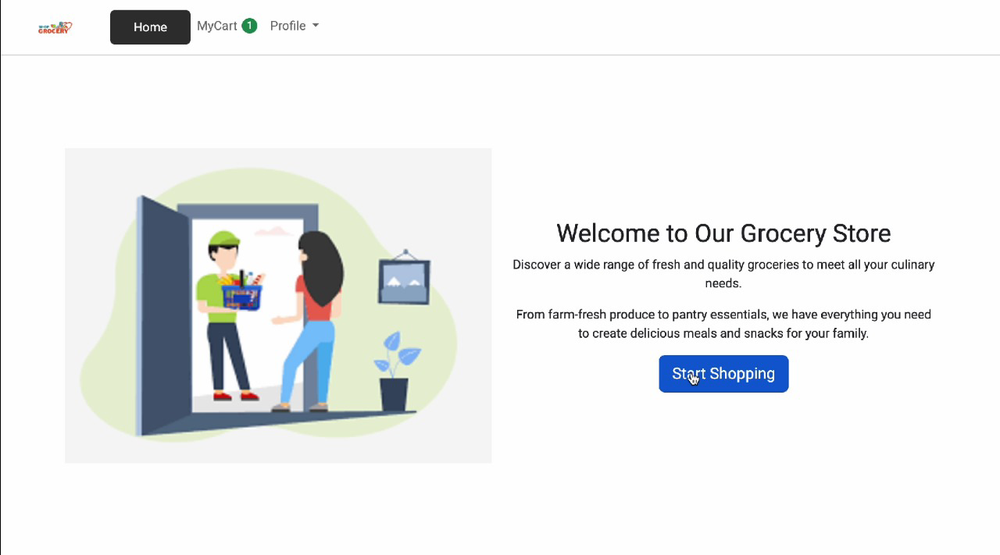 GROCERY
Home
MyCart 1
Profile
Welcome to Our Grocery Store
Discover a wide range of fresh and quality groceries to meet all your culinary
needs.
From farm-fresh produce to pantry essentials, we have everything you need
to create delicious meals and snacks for your family.
Start Shopping